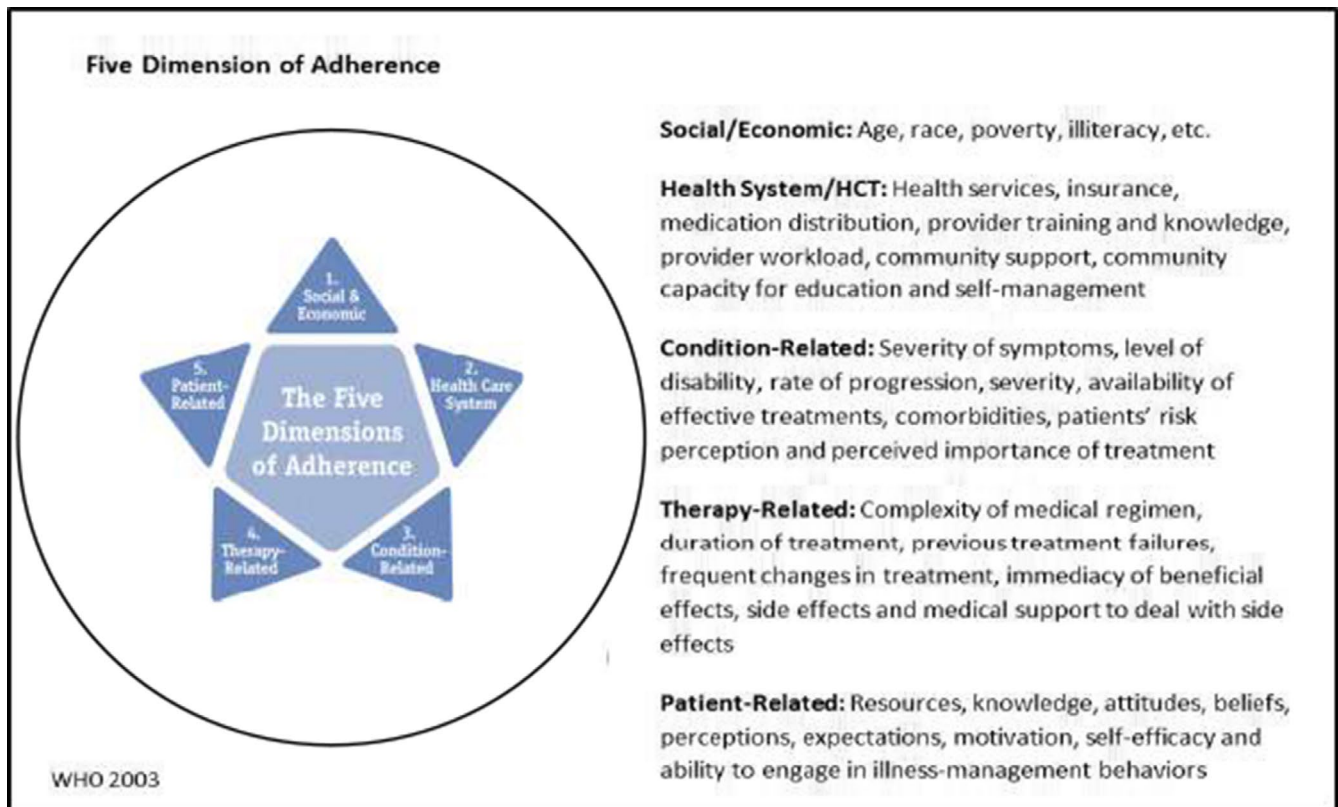 Five Dimension of Adherence
1.
Social &
Economic
2.
Health Care
System
3.
Condition-
Related
4.
Therapy-
Related
5.
Patient-
Related
The Five
Dimensions
of Adherence
WHO 2003
Social/Economic: Age, race, poverty, illiteracy, etc.
Health System/HCT: Health services, insurance,
medication distribution, provider training and knowledge,
provider workload, community support, community
capacity for education and self-management
Condition-Related: Severity of symptoms, level of
disability, rate of progression, severity, availability of
effective treatments, comorbidities, patients’ risk
perception and perceived importance of treatment
Therapy-Related: Complexity of medical regimen,
duration of treatment, previous treatment failures,
frequent changes in treatment, immediacy of beneficial
effects, side effects and medical support to deal with side
effects
Patient-Related: Resources, knowledge, attitudes, beliefs,
perceptions, expectations, motivation, self-efficacy and
ability to engage in illness-management behaviors